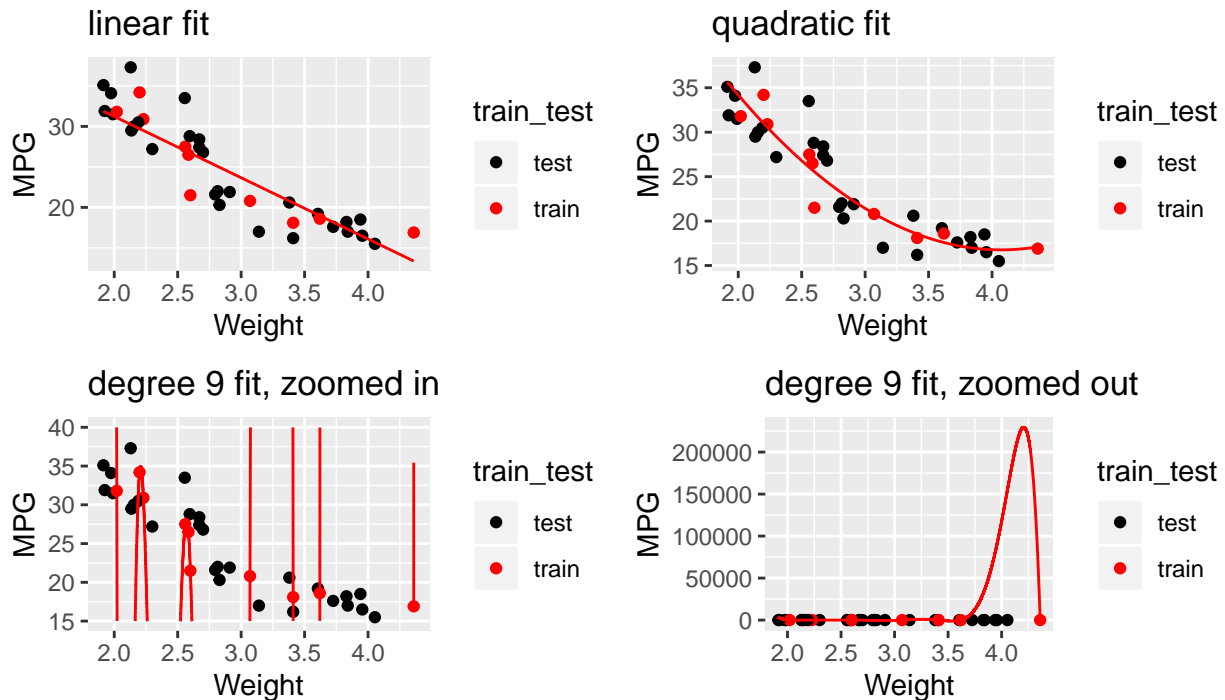 linear fit
MPG
30
20
2.0 2.5 3.0 3.5 4.0
Weight
train_test
test
train
quadratic fit
MPG
35
30
25
20
15
2.0 2.5 3.0 3.5 4.0
Weight
train_test
test
train
degree 9 fit, zoomed in
MPG
40
35
30
25
20
15
2.0 2.5 3.0 3.5 4.0
Weight
train_test
test
train
degree 9 fit, zoomed out
MPG
200000
150000
100000
50000
0
2.0 2.5 3.0 3.5 4.0
Weight
train_test
test
train